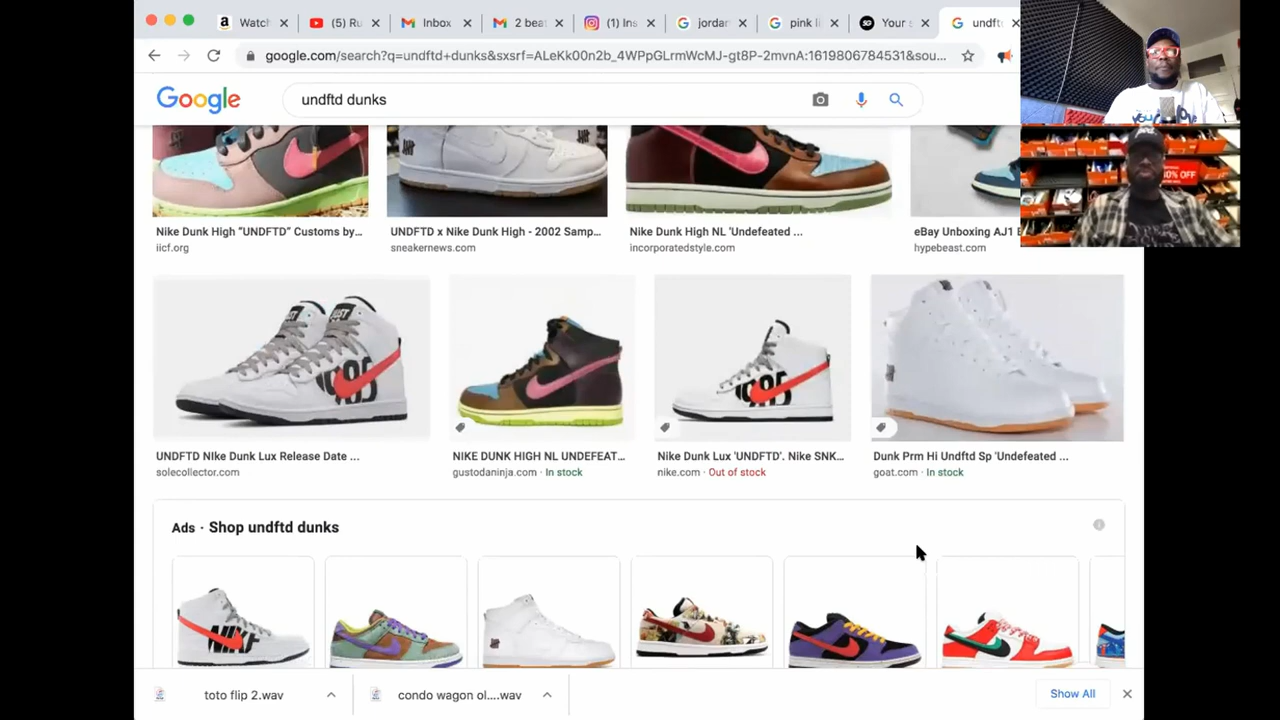 Watch
(5) Ru
Inbox
2 bea
(1) Ins
jordan
pink li
Your s
undft
google.com/search?q=undftd+dunks&sxsrf=ALeKk00n2b_4WPpGLrmWcMJ-gt8P-2mvnA:1619806784531&sou...
Google
undftd dunks
Nike Dunk High "UNDFTD" Customs by...
iicf.org
UNDFTD x Nike Dunk High - 2002 Samp...
sneakernews.com
Nike Dunk High NL 'Undefeated ...
incorporatedstyle.com
eBay Unboxing AJ1
hypebeast.com
0% OFF
UNDFTD NIke Dunk Lux Release Date ...
solecollector.com
NIKE DUNK HIGH NL UNDEFEAT...
gustodaninja.com · In stock
Nike Dunk Lux 'UNDFTD'. Nike SNK...
nike.com · Out of stock
Dunk Prm Hi Undftd Sp 'Undefeated ...
goat.com · In stock
Ads · Shop undftd dunks
toto flip 2.wav
condo wagon ol....wav
Show All